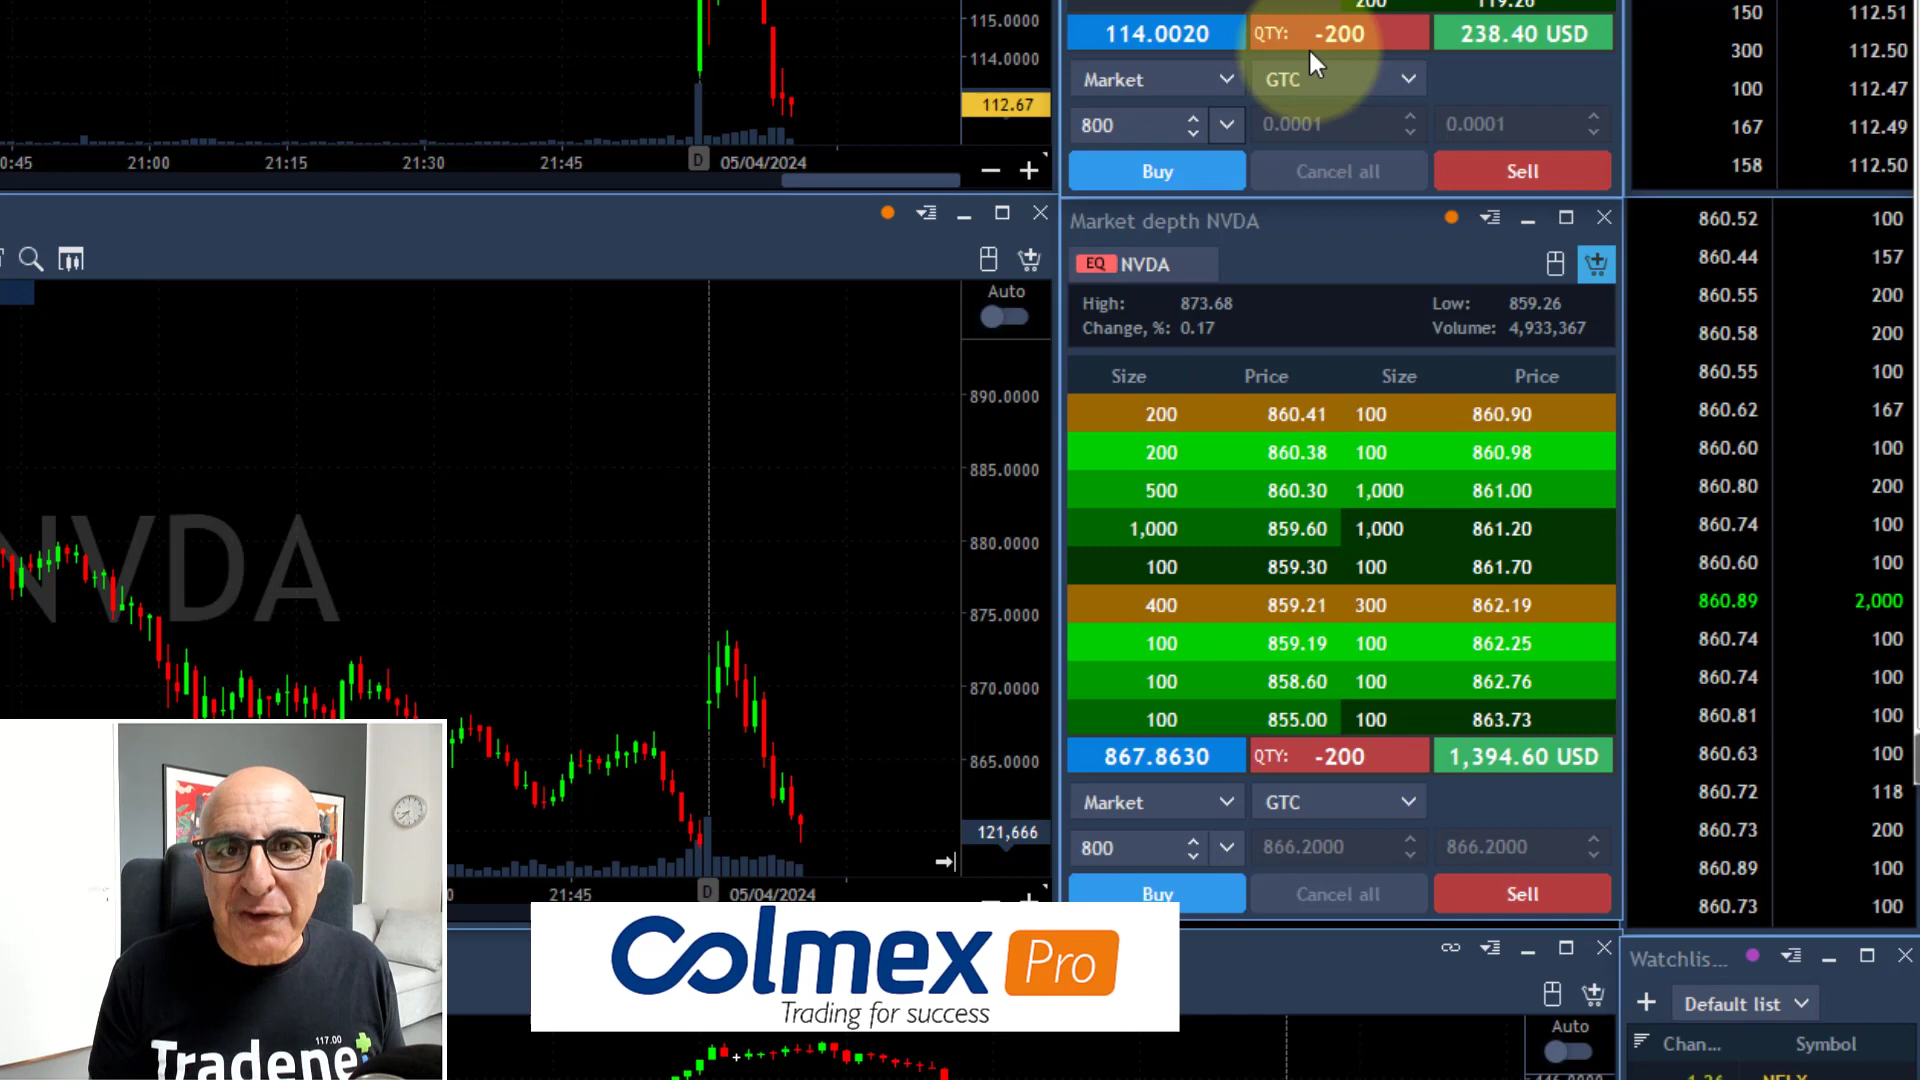 115.0000
114.0000
112.67
0:45 21:00 21:15 21:30 21:45 D 05/04/2024
200 119.26
114.0020 QTY: -200 238.40 USD
Market GTC
800 0.0001 0.0001
Buy Cancel all Sell
150 112.51
300 112.50
100 112.47
167 112.49
158 112.50
Auto
890.0000
885.0000
880.0000
875.0000
870.0000
865.0000
121,666
NVDA
21:45 D 05/04/2024
Market depth NVDA
EQ NVDA
High: 873.68 Low: 859.26
Change, %: 0.17 Volume: 4,933,367
Size Price Size Price
200 860.41 100 860.90
200 860.38 100 860.98
500 860.30 1,000 861.00
1,000 859.60 1,000 861.20
100 859.30 100 861.70
400 859.21 300 862.19
100 859.19 100 862.25
100 858.60 100 862.76
100 855.00 100 863.73
867.8630 QTY: -200 1,394.60 USD
Market GTC
800 866.2000 866.2000
Buy Cancel all Sell
860.52 100
860.44 157
860.55 200
860.58 200
860.55 100
860.62 167
860.60 100
860.80 200
860.74 100
860.60 100
860.89 2,000
860.74 100
860.74 100
860.81 100
860.63 100
860.72 118
860.73 200
860.89 100
860.73 100
Colmex Pro
Trading for success
117.00
Tradene
Auto
Watchlis...
Default list
Chan... Symbol